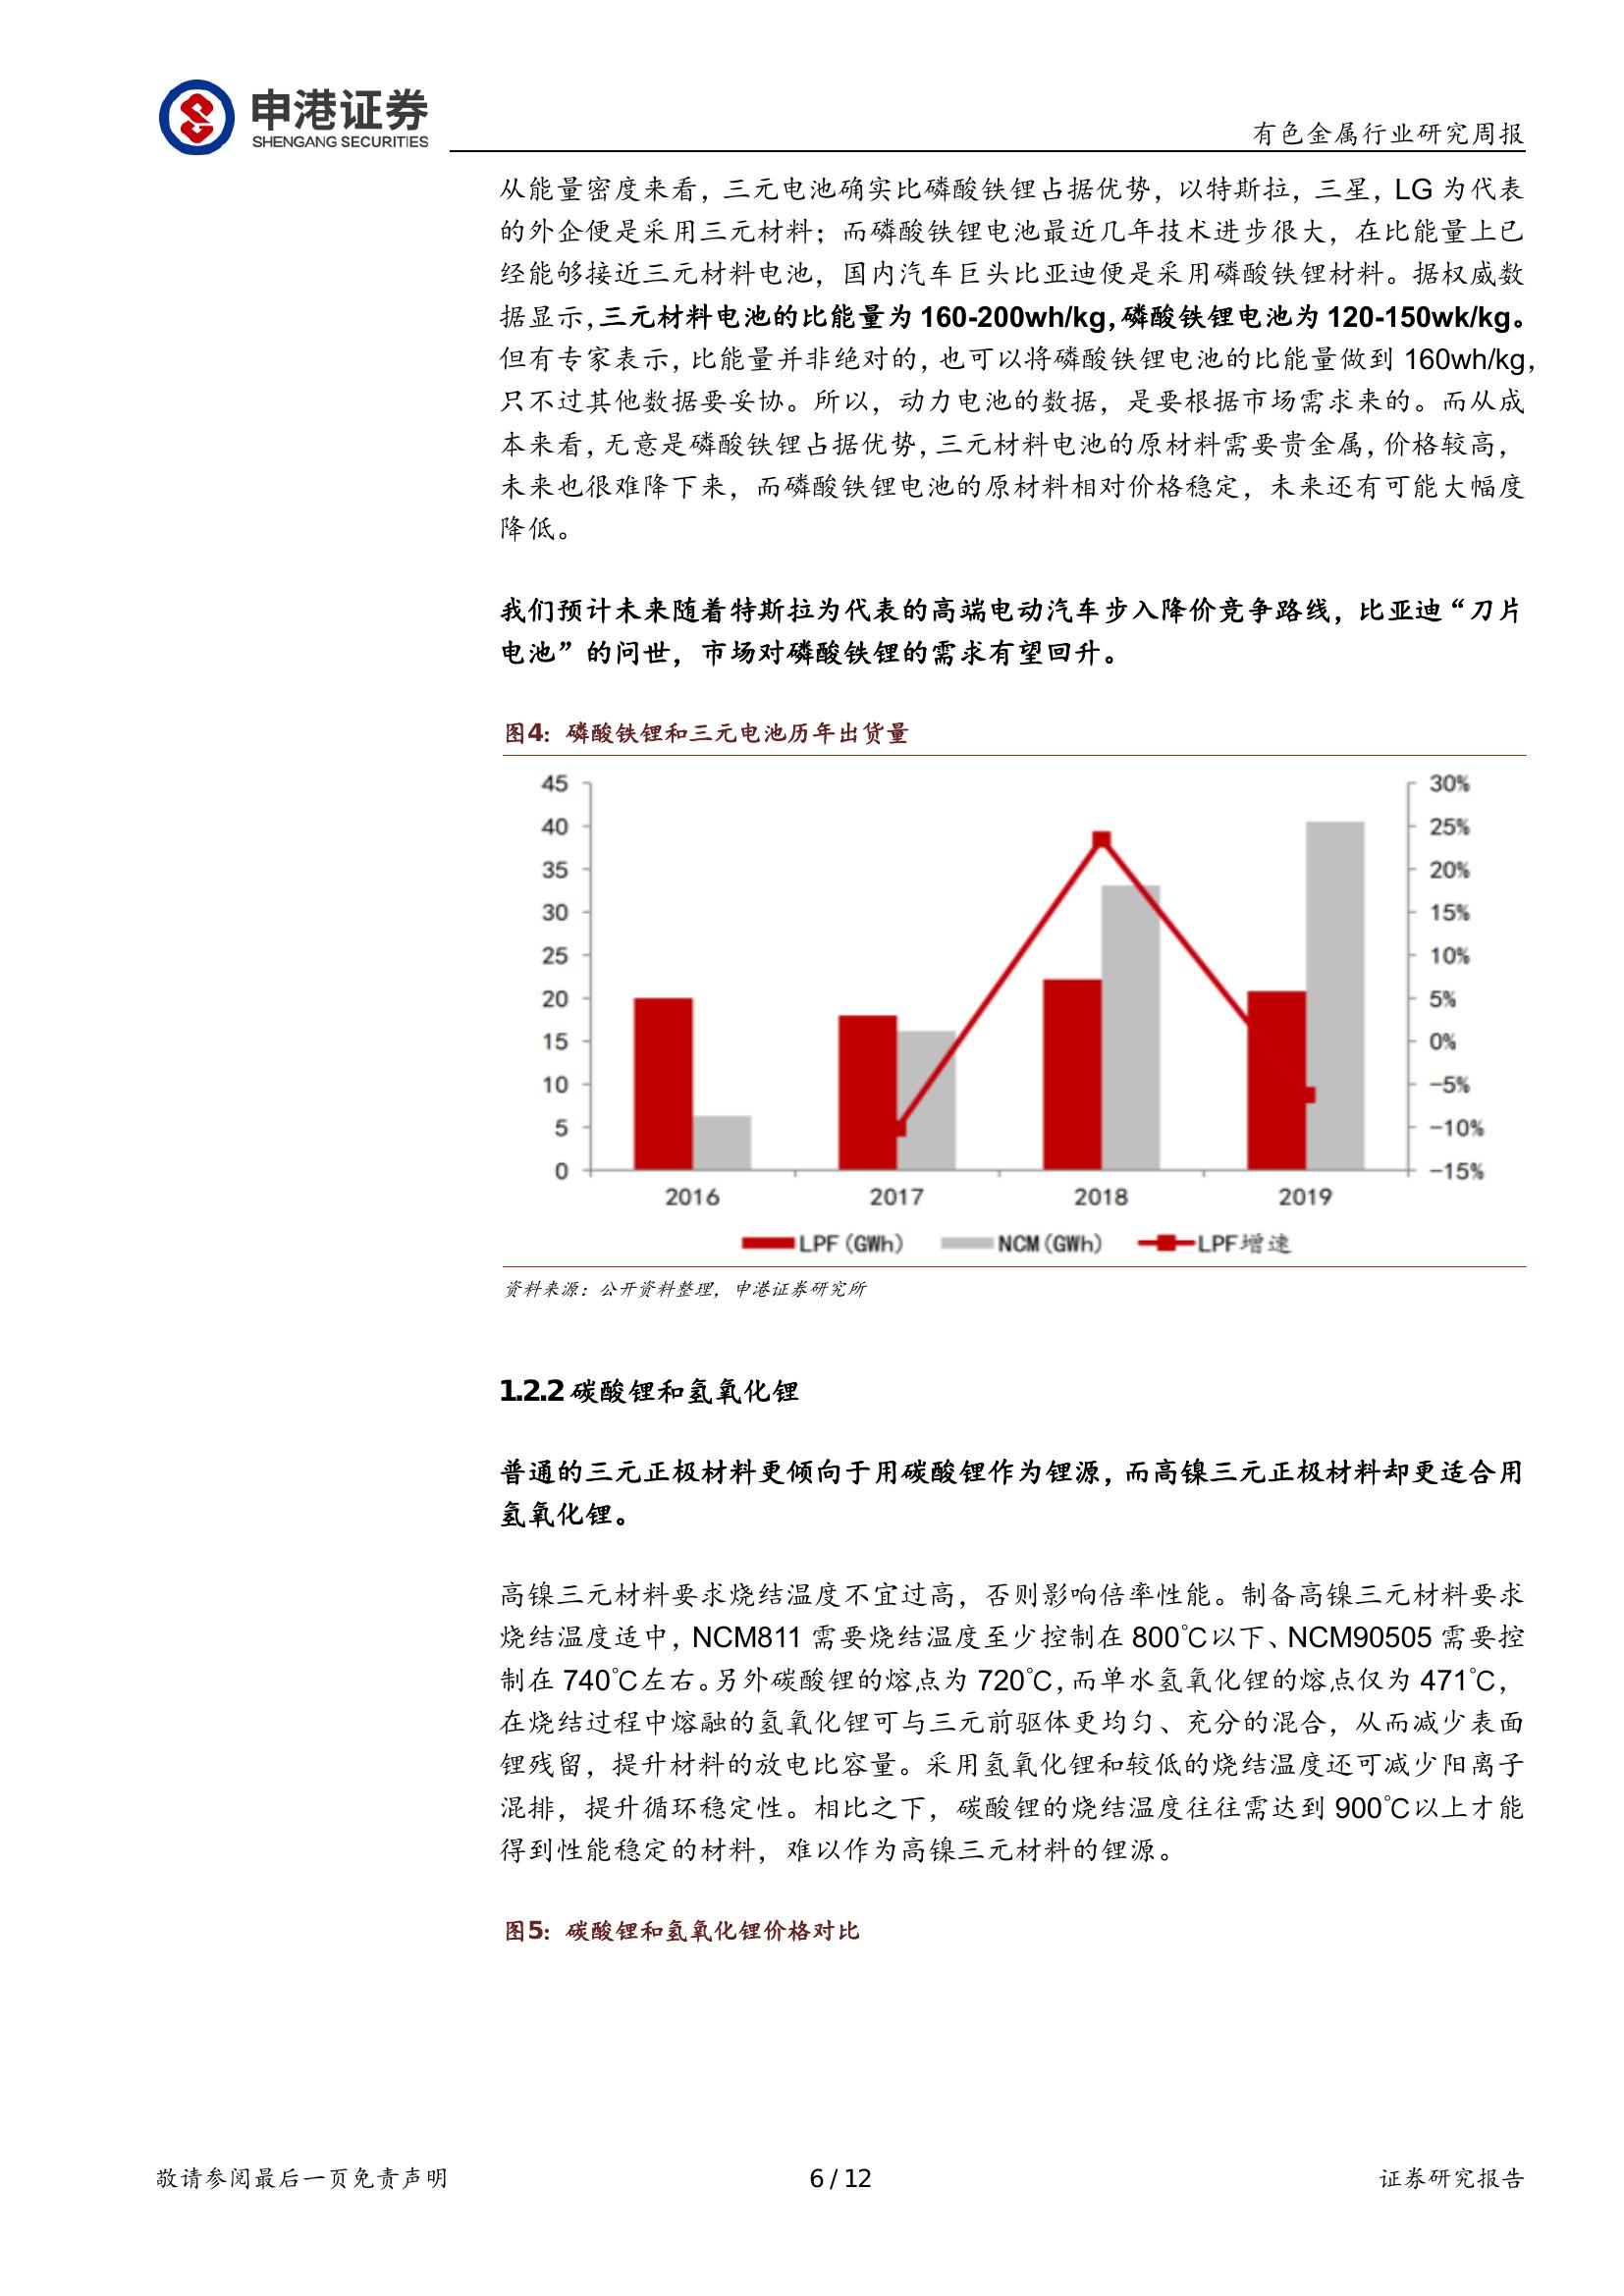 申港证券
SHENGANG SECURITIES
有色金属行业研究周报
从能量密度来看，三元电池确实比磷酸铁锂占据优势，以特斯拉，三星，LG 为代表
的外企便是采用三元材料；而磷酸铁锂电池最近几年技术进步很大，在比能量上已
经能够接近三元材料电池，国内汽车巨头比亚迪便是采用磷酸铁锂材料。据权威数
据显示，三元材料电池的比能量为 160-200wh/kg，磷酸铁锂电池为 120-150wk/kg。
但有专家表示，比能量并非绝对的，也可以将磷酸铁锂电池的比能量做到 160wh/kg，
只不过其他数据要妥协。所以，动力电池的数据，是要根据市场需求来的。而从成
本来看，无意是磷酸铁锂占据优势，三元材料电池的原材料需要贵金属，价格较高，
未来也很难降下来，而磷酸铁锂电池的原材料相对价格稳定，未来还有可能大幅度
降低。
我们预计未来随着特斯拉为代表的高端电动汽车步入降价竞争路线，比亚迪“刀片
电池”的问世，市场对磷酸铁锂的需求有望回升。
图4：磷酸铁锂和三元电池历年出货量
45 30%
40 25%
35 20%
30 15%
25 10%
20 5%
15 0%
10 -5%
5 -10%
0 -15%
2016 2017 2018 2019
LPF(GWh) NCM(GWh) LPF增速
资料来源：公开资料整理，申港证券研究所
1.2.2 碳酸锂和氢氧化锂
普通的三元正极材料更倾向于用碳酸锂作为锂源，而高镍三元正极材料却更适合用
氢氧化锂。
高镍三元材料要求烧结温度不宜过高，否则影响倍率性能。制备高镍三元材料要求
烧结温度适中，NCM811 需要烧结温度至少控制在 800℃以下、NCM90505 需要控
制在 740℃左右。另外碳酸锂的熔点为 720℃，而单水氢氧化锂的熔点仅为 471℃，
在烧结过程中熔融的氢氧化锂可与三元前驱体更均匀、充分的混合，从而减少表面
锂残留，提升材料的放电比容量。采用氢氧化锂和较低的烧结温度还可减少阳离子
混排，提升循环稳定性。相比之下，碳酸锂的烧结温度往往需达到 900℃以上才能
得到性能稳定的材料，难以作为高镍三元材料的锂源。
图5：碳酸锂和氢氧化锂价格对比
敬请参阅最后一页免责声明
6 / 12
证券研究报告